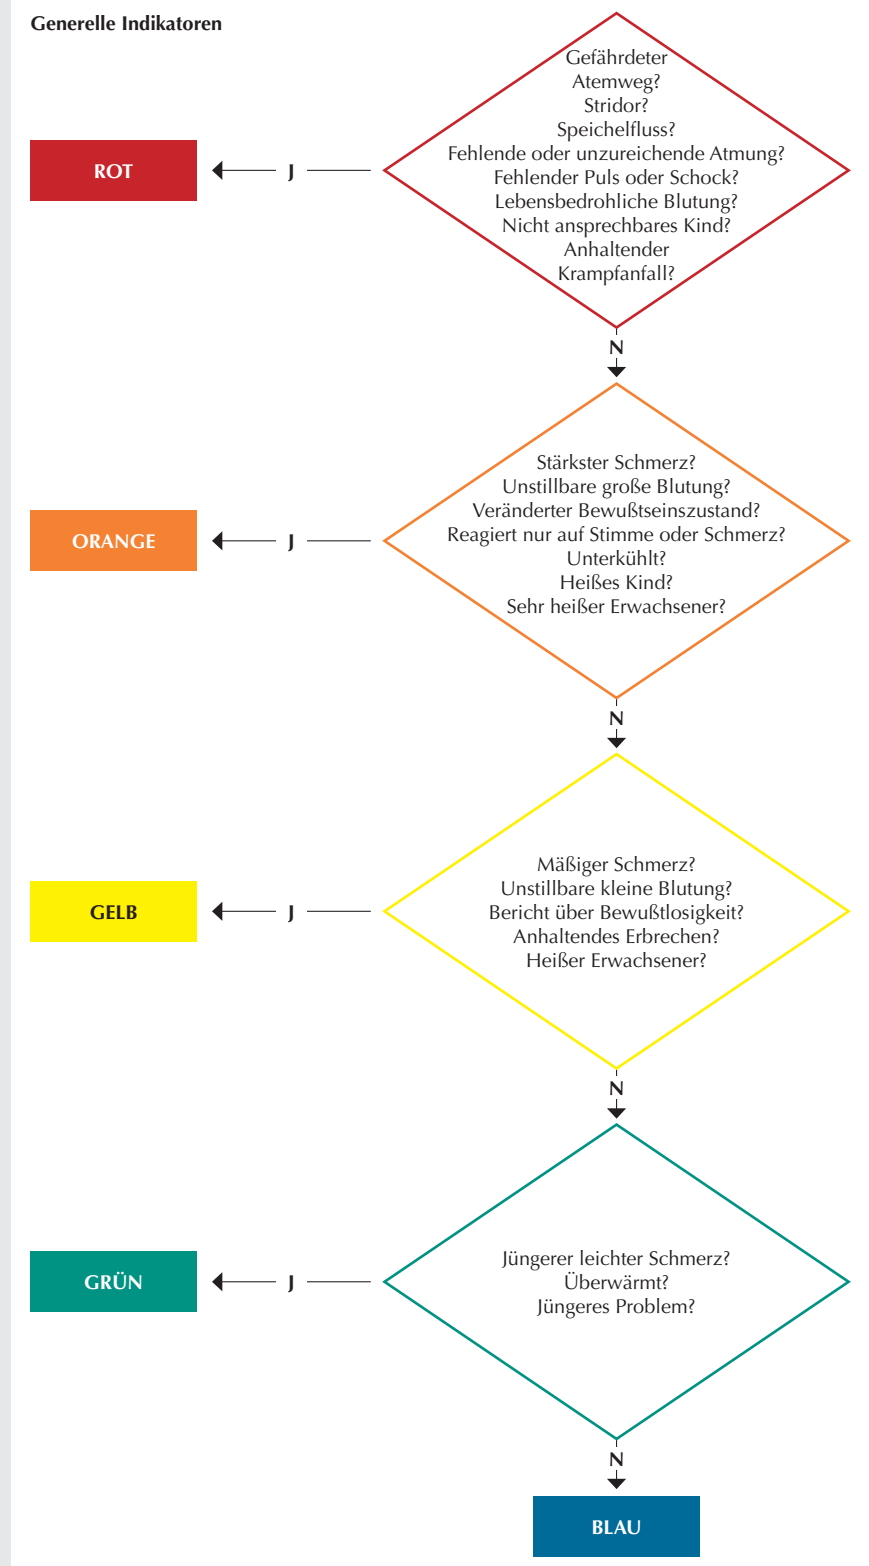 Generelle Indikatoren
Gefährdeter
Atemweg?
Stridor?
Speichelfluss?
Fehlende oder unzureichende Atmung?
Fehlender Puls oder Schock?
Lebensbedrohliche Blutung?
Nicht ansprechbares Kind?
Anhaltender
Krampfanfall?
ROT
J
N
Stärkster Schmerz?
Unstillbare große Blutung?
Veränderter Bewußtseinszustand?
Reagiert nur auf Stimme oder Schmerz?
Unterkühlt?
Heißes Kind?
Sehr heißer Erwachsener?
ORANGE
J
N
Mäßiger Schmerz?
Unstillbare kleine Blutung?
Bericht über Bewußtlosigkeit?
Anhaltendes Erbrechen?
Heißer Erwachsener?
GELB
J
N
Jüngerer leichter Schmerz?
Überwärmt?
Jüngeres Problem?
GRÜN
J
N
BLAU